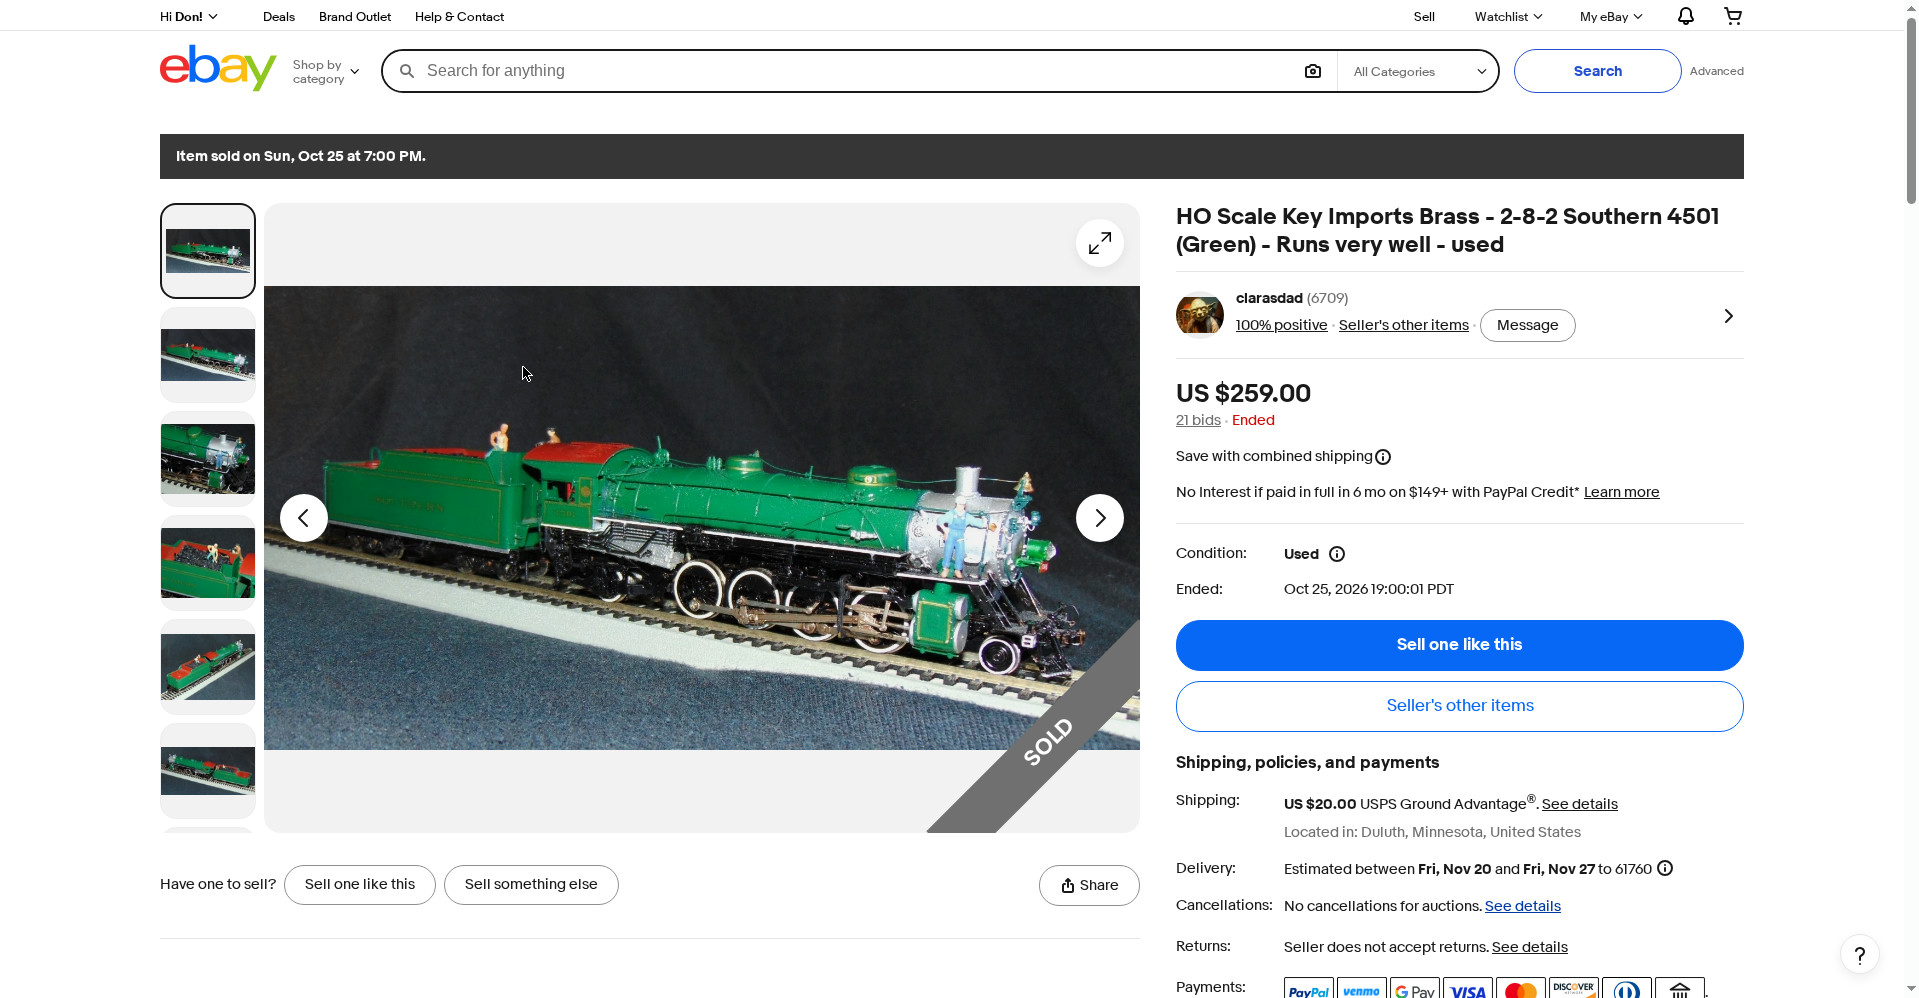 Hi Don!
Deals
Brand Outlet
Help & Contact
Sell
Watchlist
My eBay
ebay
Shop by category
Search for anything
All Categories
Search
Advanced
Item sold on Sun, Oct 25 at 7:00 PM.
SOLD
Have one to sell?
Sell one like this
Sell something else
Share
HO Scale Key Imports Brass - 2-8-2 Southern 4501
(Green) - Runs very well - used
clarasdad (6709)
100% positive · Seller's other items · Message
US $259.00
21 bids · Ended
Save with combined shipping
No Interest if paid in full in 6 mo on $149+ with PayPal Credit* Learn more
Condition: Used
Ended: Oct 25, 2026 19:00:01 PDT
Sell one like this
Seller's other items
Shipping, policies, and payments
Shipping: US $20.00 USPS Ground Advantage®. See details
Located in: Duluth, Minnesota, United States
Delivery: Estimated between Fri, Nov 20 and Fri, Nov 27 to 61760
Cancellations: No cancellations for auctions. See details
Returns: Seller does not accept returns. See details
Payments: PayPal venmo G Pay VISA DISCOVER
?